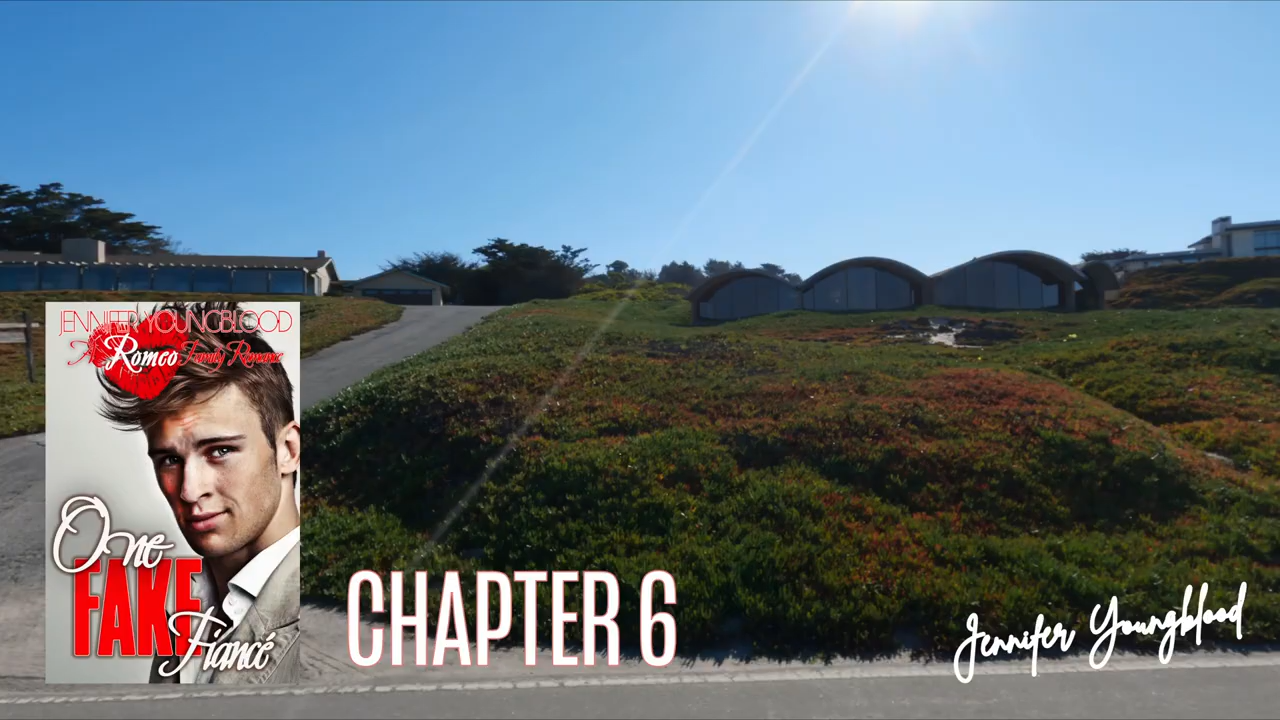 JENNIFER YOUNGBLOOD
A Romeo Family Romance
One
FAKE
Fiancé
CHAPTER 6
Jennifer Youngblood